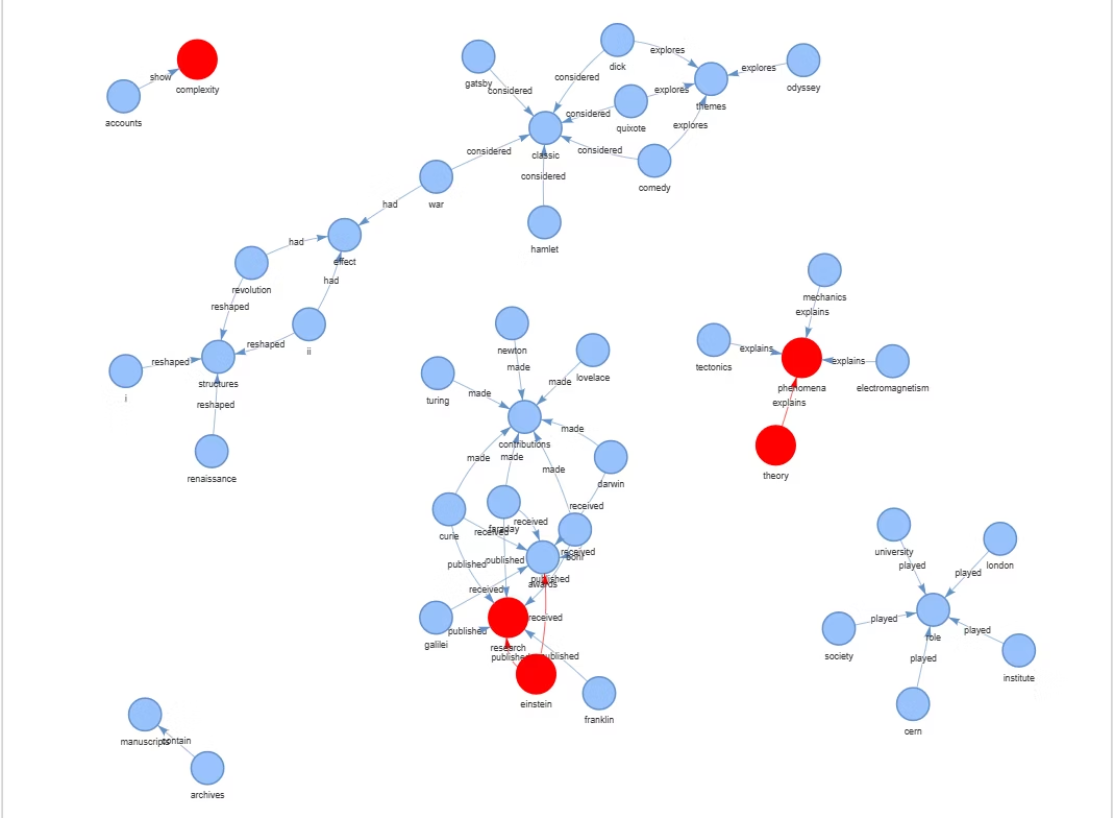 dick
explores
gatsby
considered
considered
explores
odyssey
explores
themes
considered
quixote
explores
show
complexity
accounts
classic
considered
considered
considered
comedy
war
had
hamlet
had
effect
revolution
had
reshaped
ii
reshaped
reshaped
structures
i
reshaped
renaissance
mechanics
explains
tectonics
explains
phenomena
explains
electromagnetism
explains
theory
newton
made
lovelace
made
turing
made
contributions
made
made
made
made
darwin
received
curie
faraday
received
received
bohr
received
published
published
published
awards
received
galilei
published
received
research
published
published
einstein
franklin
university
played
london
played
society
played
role
played
institute
played
cern
manuscripts
contain
archives